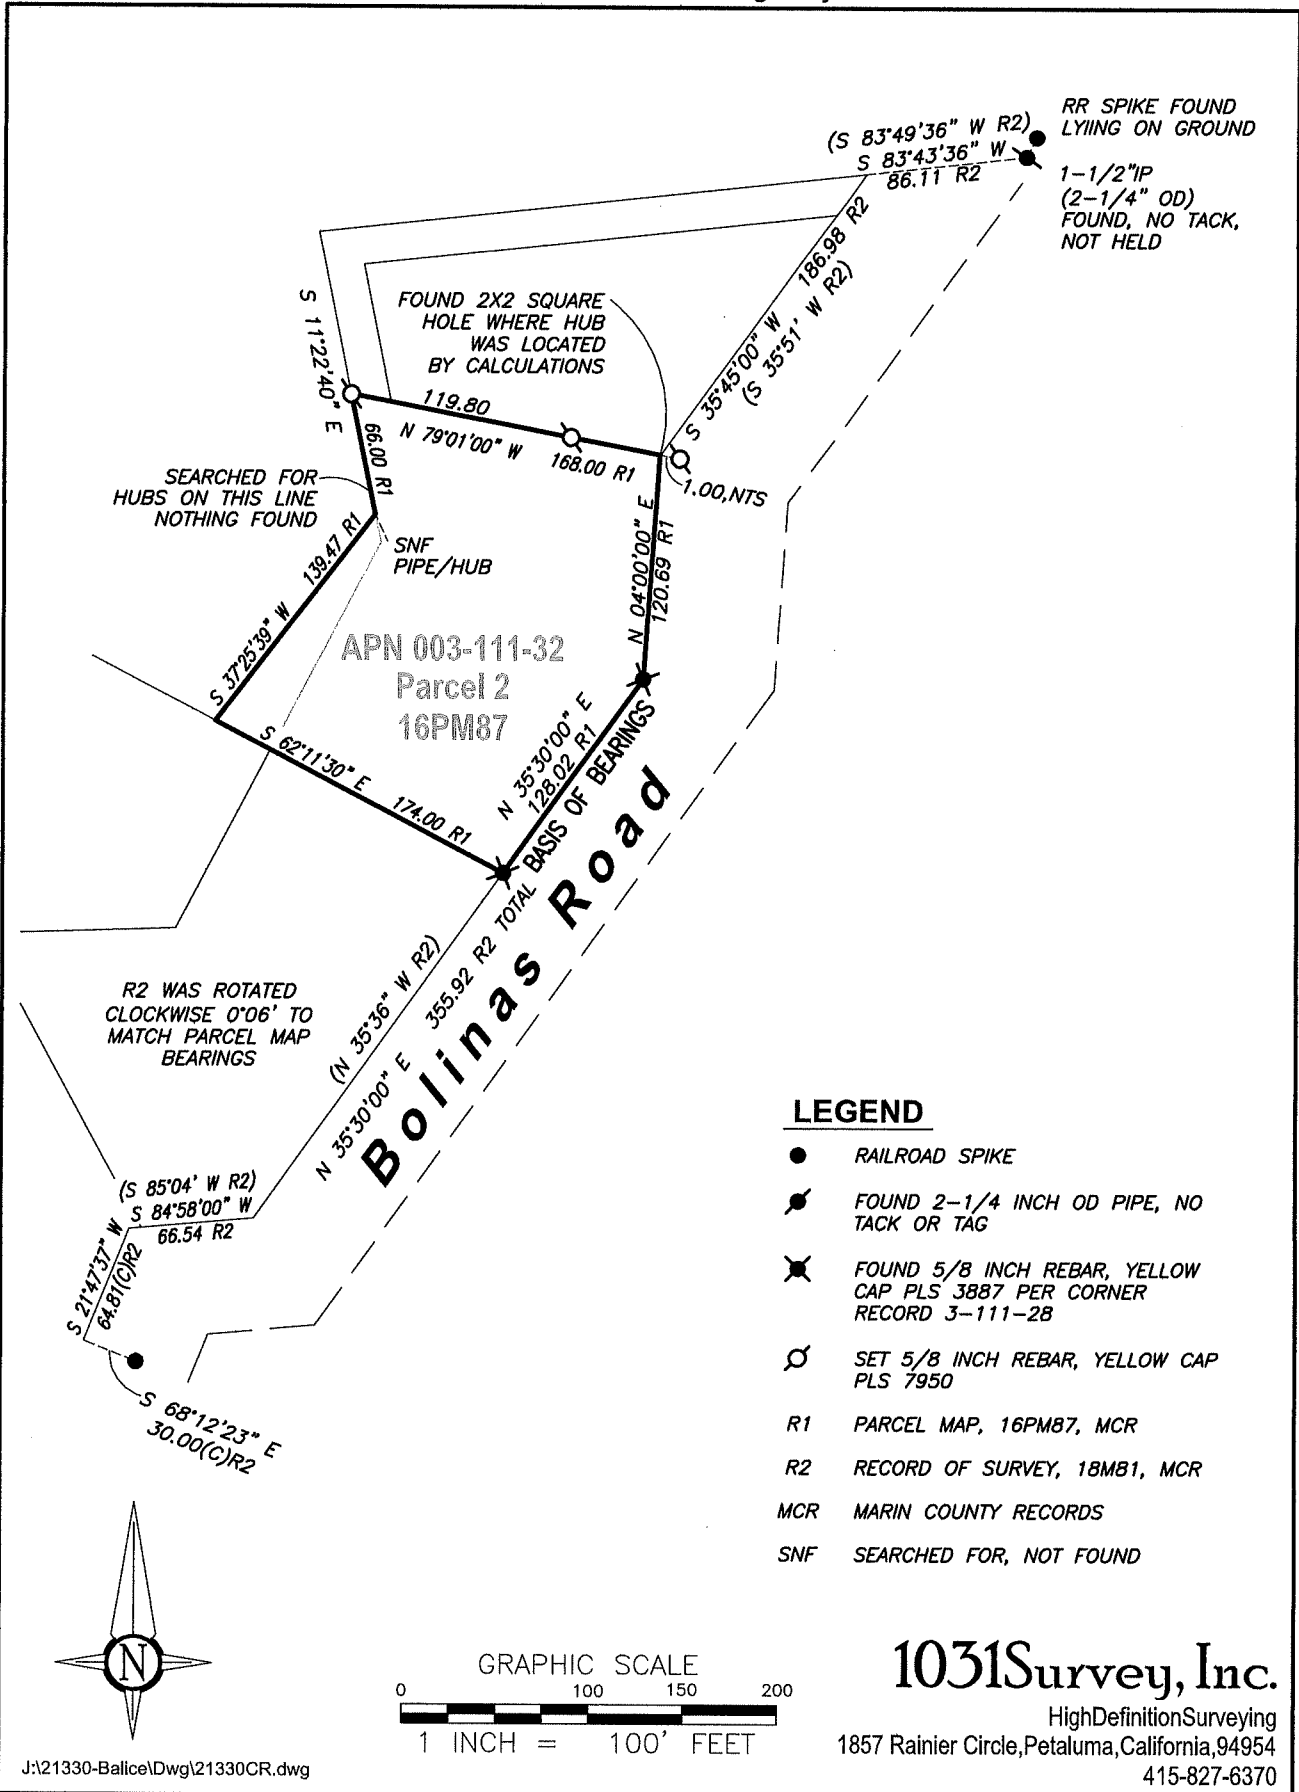 RR SPIKE FOUND
LYIING ON GROUND
(S 83°49'36" W R2)
S 83°43'36" W
86.11 R2
1-1/2"IP
(2-1/4" OD)
FOUND, NO TACK,
NOT HELD
186.98 R2
S 35°45'00" W
(S 35°51' W R2)
FOUND 2X2 SQUARE
HOLE WHERE HUB
WAS LOCATED
BY CALCULATIONS
S 11°22'40" E
66.00 R1
119.80
N 79°01'00" W
168.00 R1
1.00,NTS
SEARCHED FOR
HUBS ON THIS LINE
NOTHING FOUND
SNF
PIPE/HUB
139.47 R1
S 37°25'39" W
N 04°00'00" E
120.69 R1
APN 003-111-32
Parcel 2
16PM87
S 62°11'30" E
174.00 R1
N 35°30'00" E
128.02 R1
BASIS OF BEARINGS
Bolinas Road
355.92 R2 TOTAL
(N 35°36" W R2)
N 35°30'00" E
R2 WAS ROTATED
CLOCKWISE 0°06' TO
MATCH PARCEL MAP
BEARINGS
(S 85°04' W R2)
S 84°58'00" W
66.54 R2
S 21°47'37" W
64.81(C)R2
S 68°12'23" E
30.00(C)R2
LEGEND
RAILROAD SPIKE
FOUND 2-1/4 INCH OD PIPE, NO
TACK OR TAG
FOUND 5/8 INCH REBAR, YELLOW
CAP PLS 3887 PER CORNER
RECORD 3-111-28
SET 5/8 INCH REBAR, YELLOW CAP
PLS 7950
R1 PARCEL MAP, 16PM87, MCR
R2 RECORD OF SURVEY, 18M81, MCR
MCR MARIN COUNTY RECORDS
SNF SEARCHED FOR, NOT FOUND
N
GRAPHIC SCALE
0 100 150 200
1 INCH = 100' FEET
1031Survey, Inc.
HighDefinitionSurveying
1857 Rainier Circle,Petaluma,California,94954
415-827-6370
J:\21330-Balice\Dwg\21330CR.dwg